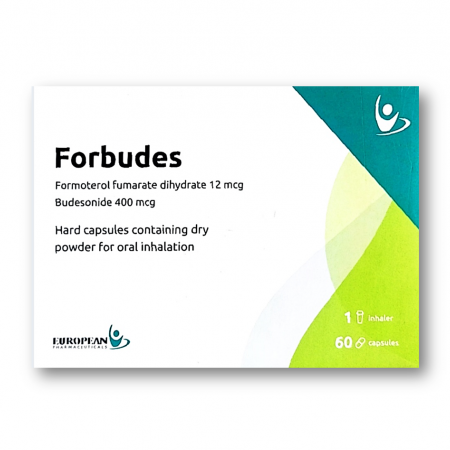 Forbudes
Formoterol fumarate dihydrate 12 mcg
Budesonide 400 mcg
Hard capsules containing dry
powder for oral inhalation
1 inhaler
60 capsules
EUROPEAN
PHARMACEUTICALS